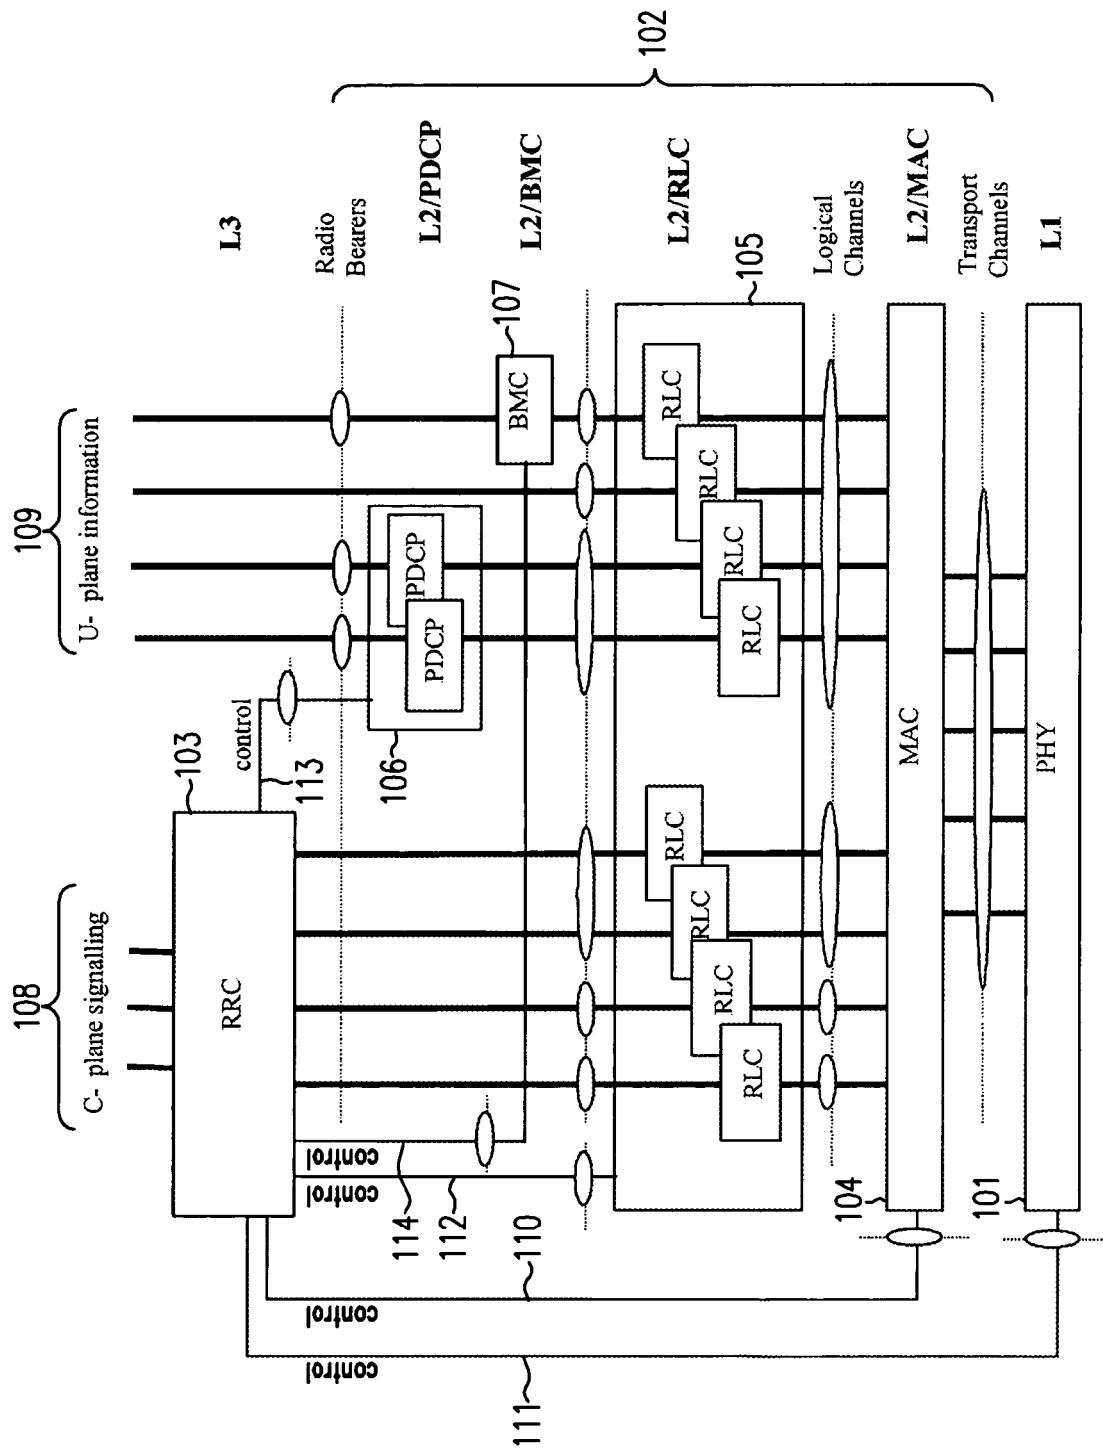 108
109
C- plane signalling
U- plane information
103
RRC
control
113
L3
control
control
control
control
Radio
Bearers
111
110
112
114
106
PDCP
PDCP
L2/PDCP
BMC
107
L2/BMC
102
RLC
RLC
RLC
RLC
RLC
RLC
RLC
RLC
L2/RLC
105
Logical
Channels
104
MAC
L2/MAC
Transport
Channels
101
PHY
L1